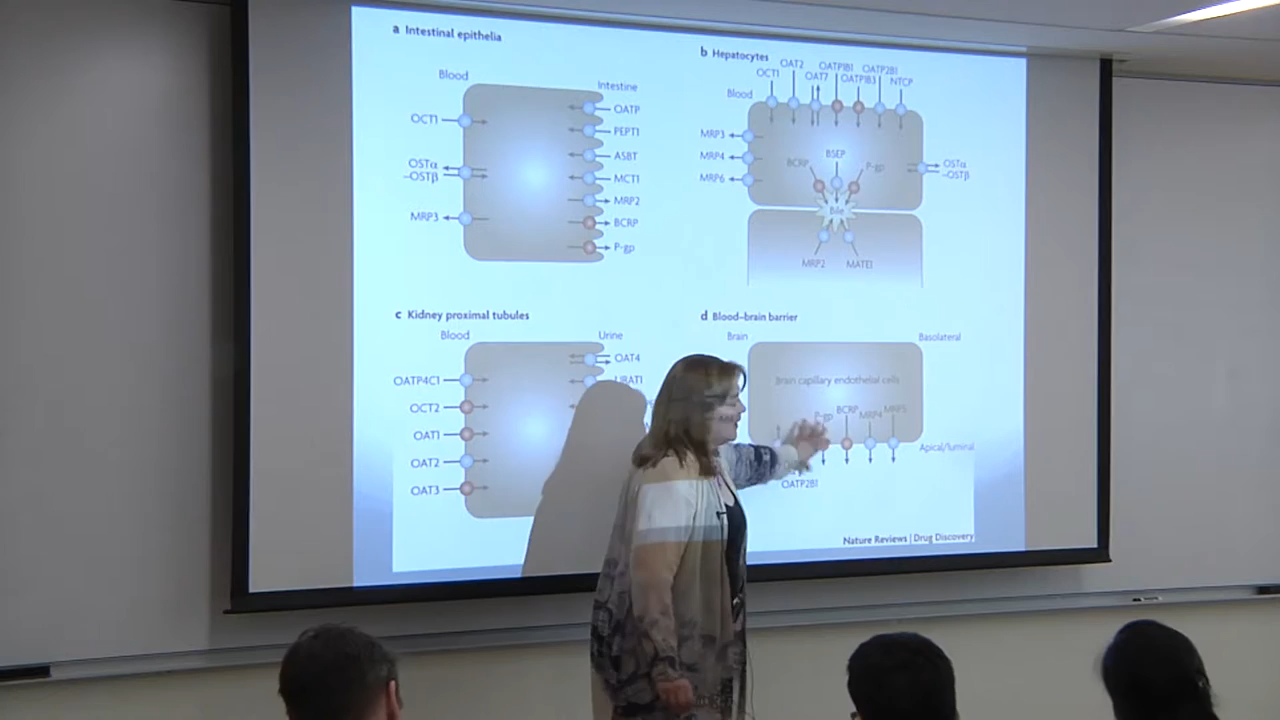 a Intestinal epithelia
Blood
Intestine
OCT1
OSTα
–OSTβ
MRP3
OATP
PEPT1
ASBT
MCT1
MRP2
BCRP
P-gp
b Hepatocytes
Blood
OCT1
OAT2
OAT7
OATP1B1
OATP1B3
OATP2B1
NTCP
MRP3
MRP4
MRP6
BCRP
BSEP
P-gp
OSTα
–OSTβ
Bile
MRP2
MATE1
c Kidney proximal tubules
Blood
Urine
OATP4C1
OCT2
OAT1
OAT2
OAT3
OAT4
d Blood–brain barrier
Brain
Basolateral
Brain capillary endothelial cells
P-gp
BCRP
MRP4
MRP5
Apical/luminal
OATP2B1
Nature Reviews | Drug Discovery